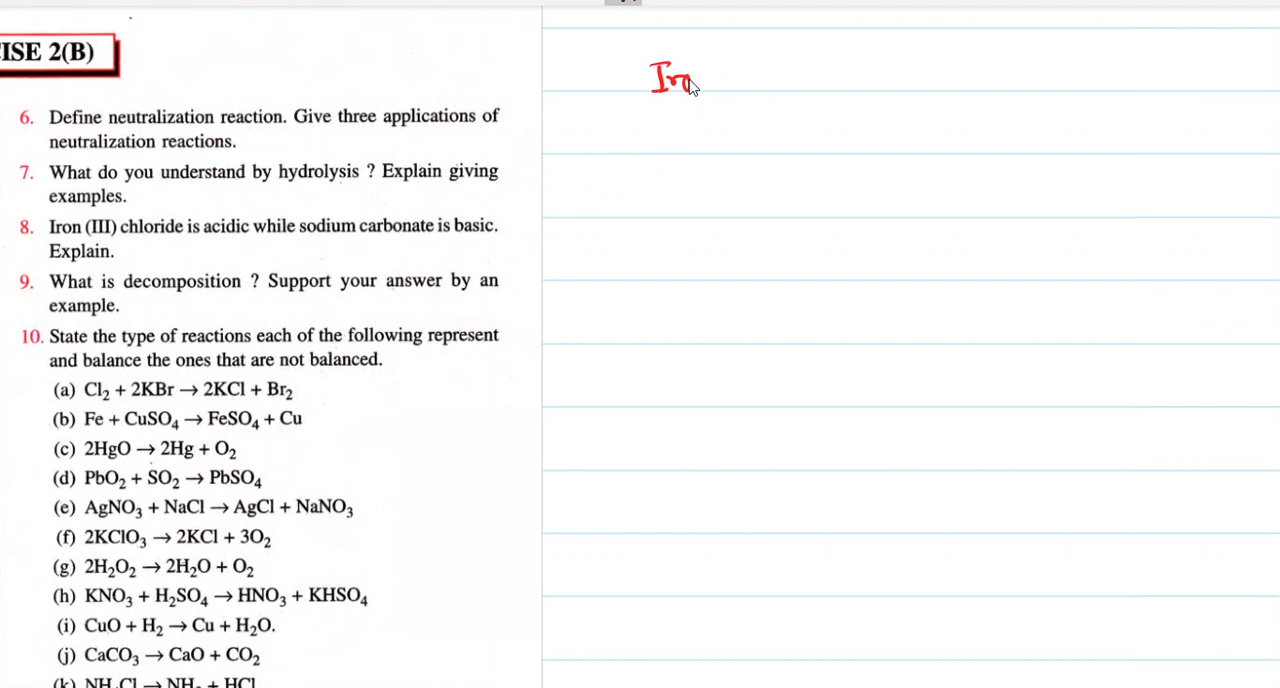 ISE 2(B)
6. Define neutralization reaction. Give three applications of
neutralization reactions.
7. What do you understand by hydrolysis ? Explain giving
examples.
8. Iron (III) chloride is acidic while sodium carbonate is basic.
Explain.
9. What is decomposition ? Support your answer by an
example.
10. State the type of reactions each of the following represent
and balance the ones that are not balanced.
(a) Cl₂ + 2KBr → 2KCl + Br₂
(b) Fe + CuSO₄ → FeSO₄ + Cu
(c) 2HgO → 2Hg + O₂
(d) PbO₂ + SO₂ → PbSO₄
(e) AgNO₃ + NaCl → AgCl + NaNO₃
(f) 2KClO₃ → 2KCl + 3O₂
(g) 2H₂O₂ → 2H₂O + O₂
(h) KNO₃ + H₂SO₄ → HNO₃ + KHSO₄
(i) CuO + H₂ → Cu + H₂O.
(j) CaCO₃ → CaO + CO₂
(k) NH₄Cl → NH₃ + HCl
Iro